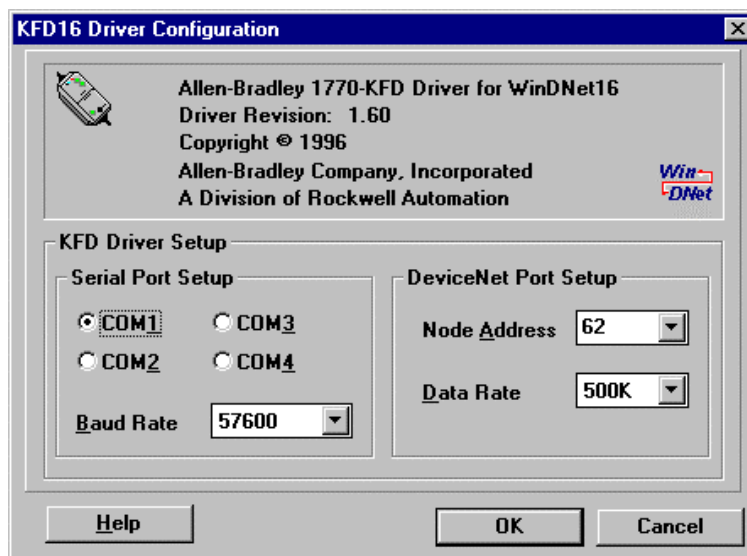 KFD16 Driver Configuration
Allen-Bradley 1770-KFD Driver for WinDNet16
Driver Revision: 1.60
Copyright © 1996
Allen-Bradley Company, Incorporated
A Division of Rockwell Automation
Win
DNet
KFD Driver Setup
Serial Port Setup
COM1
COM3
COM2
COM4
Baud Rate
57600
DeviceNet Port Setup
Node Address
62
Data Rate
500K
Help
OK
Cancel